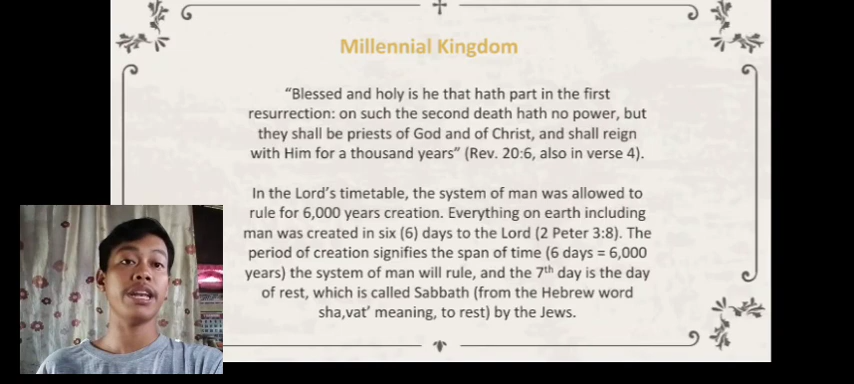 Millennial Kingdom
“Blessed and holy is he that hath part in the first
resurrection: on such the second death hath no power, but
they shall be priests of God and of Christ, and shall reign
with Him for a thousand years” (Rev. 20:6, also in verse 4).
In the Lord’s timetable, the system of man was allowed to
rule for 6,000 years creation. Everything on earth including
man was created in six (6) days to the Lord (2 Peter 3:8). The
period of creation signifies the span of time (6 days = 6,000
years) the system of man will rule, and the 7th day is the day
of rest, which is called Sabbath (from the Hebrew word
sha,vat’ meaning, to rest) by the Jews.